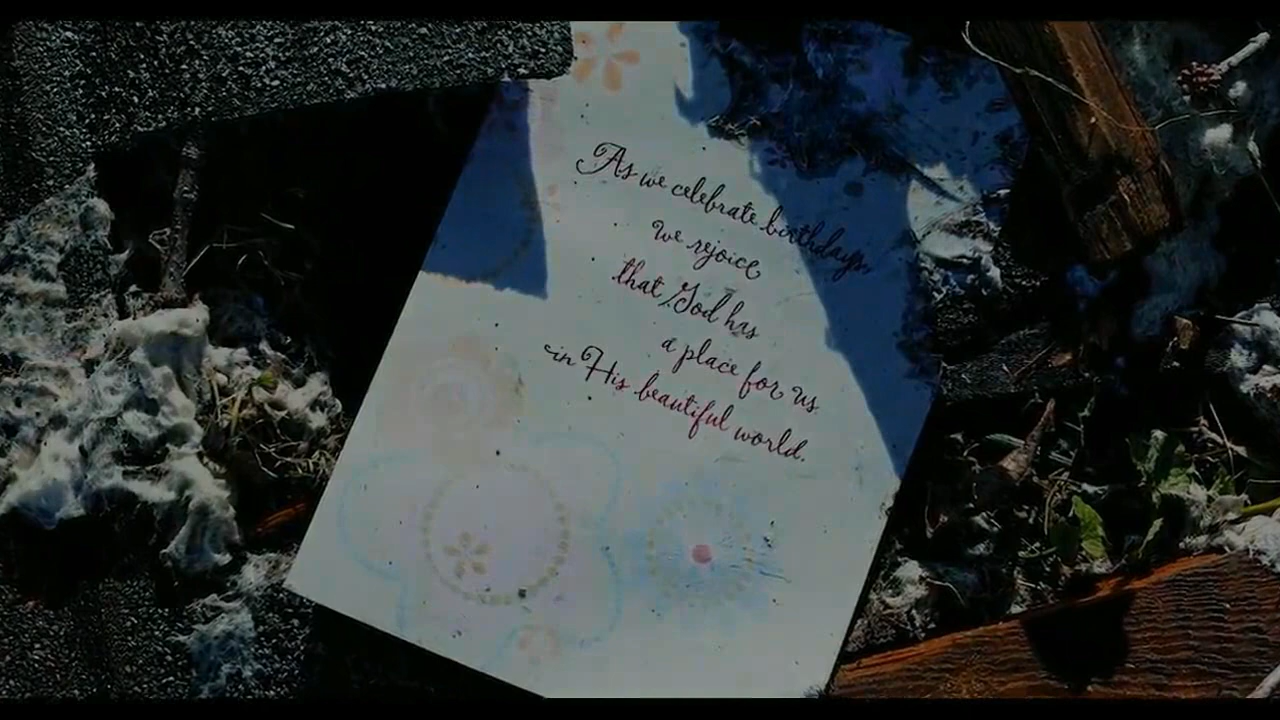 As we celebrate birthdays,
we rejoice
that God has
a place for us
in His beautiful world.